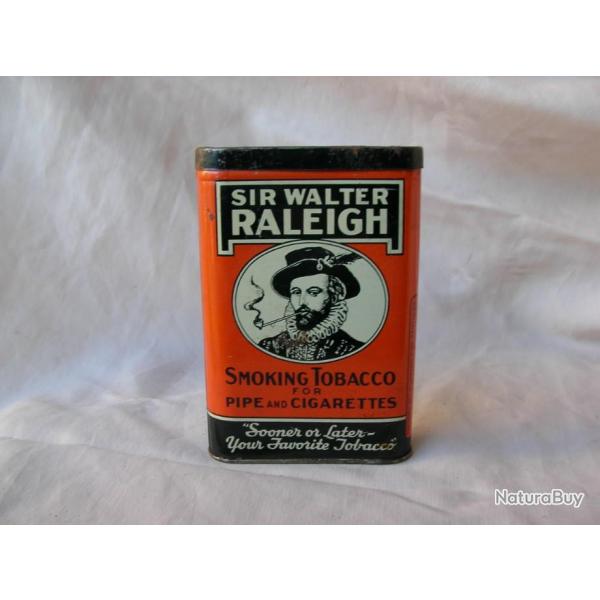 SIR WALTER
RALEIGH
SMOKING TOBACCO
FOR
PIPE AND CIGARETTES
"Sooner or Later-
Your Favorite Tobacco"
NaturaBuy